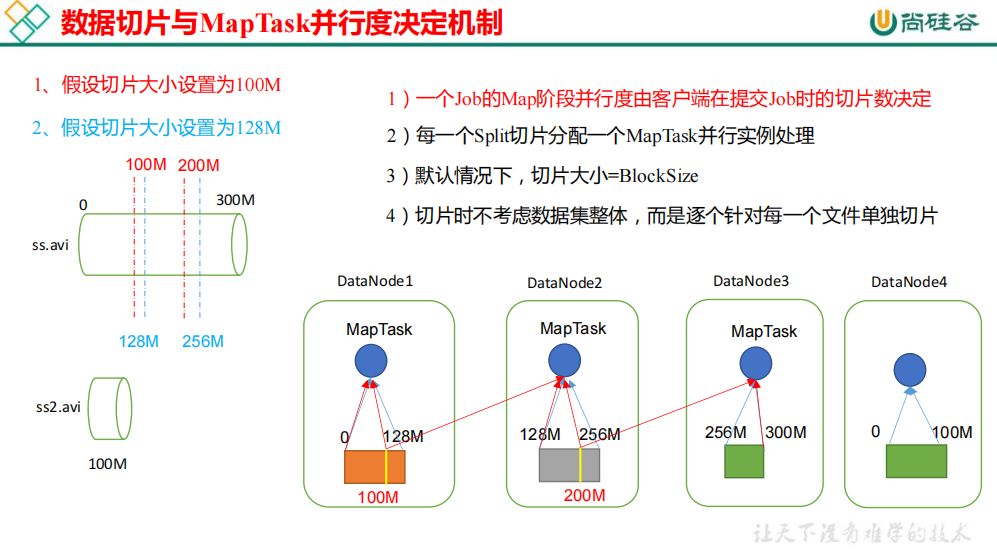 数据切片与MapTask并行度决定机制
尚硅谷
1、假设切片大小设置为100M
2、假设切片大小设置为128M
100M 200M
0 300M
ss.avi
128M 256M
ss2.avi
100M
1）一个Job的Map阶段并行度由客户端在提交Job时的切片数决定
2）每一个Split切片分配一个MapTask并行实例处理
3）默认情况下，切片大小=BlockSize
4）切片时不考虑数据集整体，而是逐个针对每一个文件单独切片
DataNode1 DataNode2 DataNode3 DataNode4
MapTask MapTask MapTask
0 128M 128M 256M 256M 300M 0 100M
100M 200M
让天下没有难学的技术